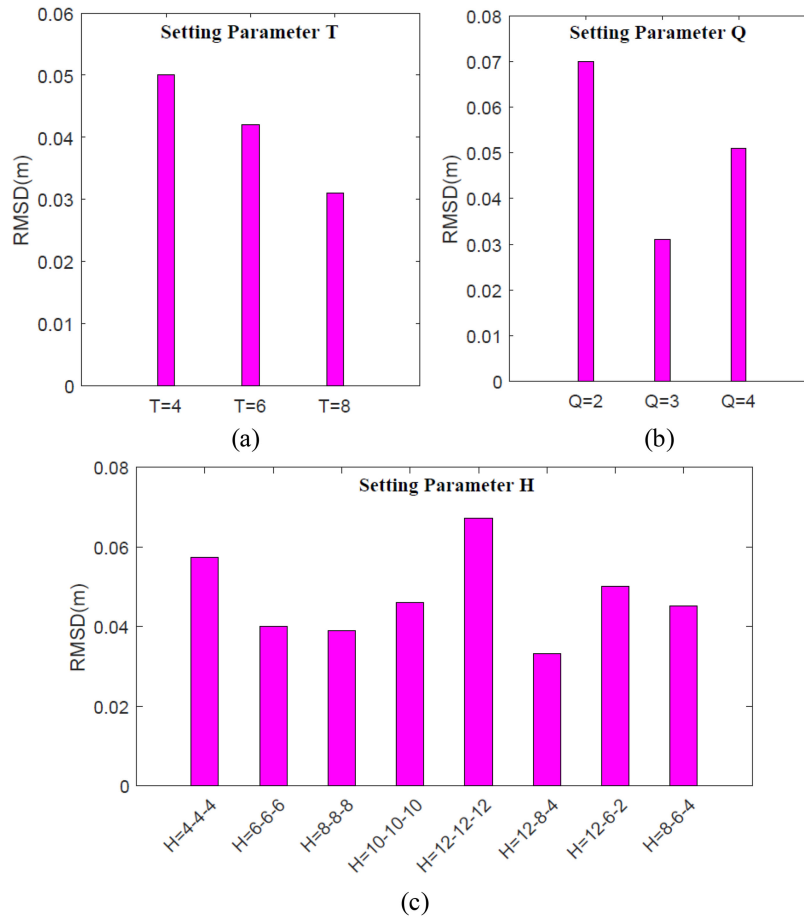 Setting Parameter T
RMSD(m)
0.06
0.05
0.04
0.03
0.02
0.01
0
T=4 T=6 T=8
(a)
Setting Parameter Q
RMSD(m)
0.08
0.07
0.06
0.05
0.04
0.03
0.02
0.01
0
Q=2 Q=3 Q=4
(b)
Setting Parameter H
RMSD(m)
0.08
0.06
0.04
0.02
0
H=4-4-4 H=6-6-6 H=8-8-8 H=10-10-10 H=12-12-12 H=12-8-4 H=12-6-2 H=8-6-4
(c)